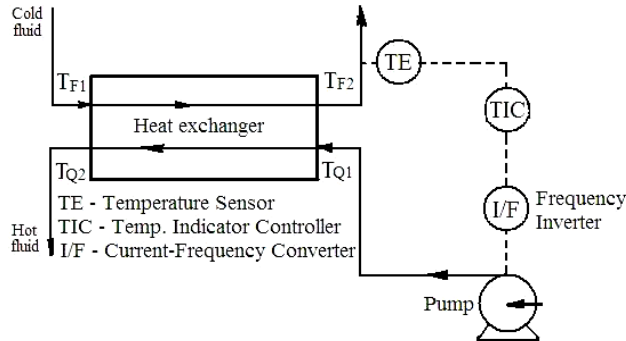 Cold
fluid
TF1
TF2
TE
TIC
Heat exchanger
TQ2
TQ1
TE - Temperature Sensor
TIC - Temp. Indicator Controller
I/F - Current-Frequency Converter
I/F
Frequency
Inverter
Hot
fluid
Pump